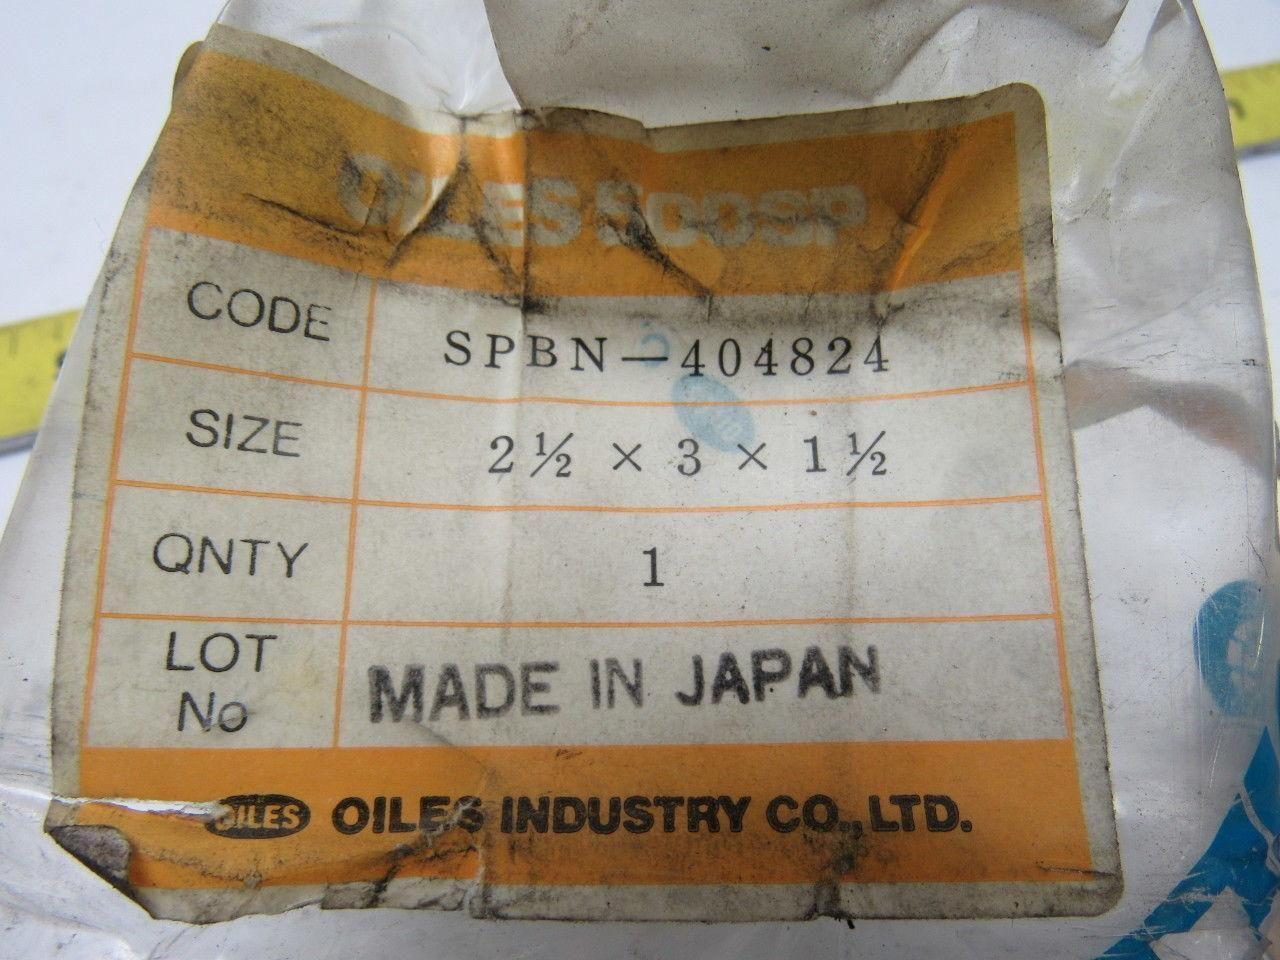 OILES 500SP
CODE SPBN—404824
SIZE 2½ × 3 × 1½
QNTY 1
LOT No MADE IN JAPAN
OILES OILES INDUSTRY CO., LTD.